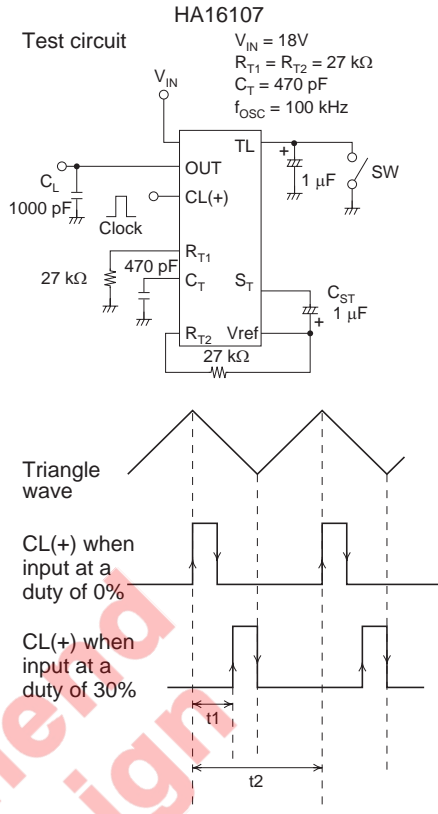 HA16107
Test circuit
V_IN = 18V
R_T1 = R_T2 = 27 kΩ
C_T = 470 pF
f_OSC = 100 kHz
V_IN
TL
OUT
+
1 μF
SW
C_L
1000 pF
CL(+)
Clock
R_T1
27 kΩ
470 pF
C_T
S_T
C_ST
+
1 μF
R_T2
Vref
27 kΩ
Triangle
wave
CL(+) when
input at a
duty of 0%
CL(+) when
input at a
duty of 30%
t1
t2